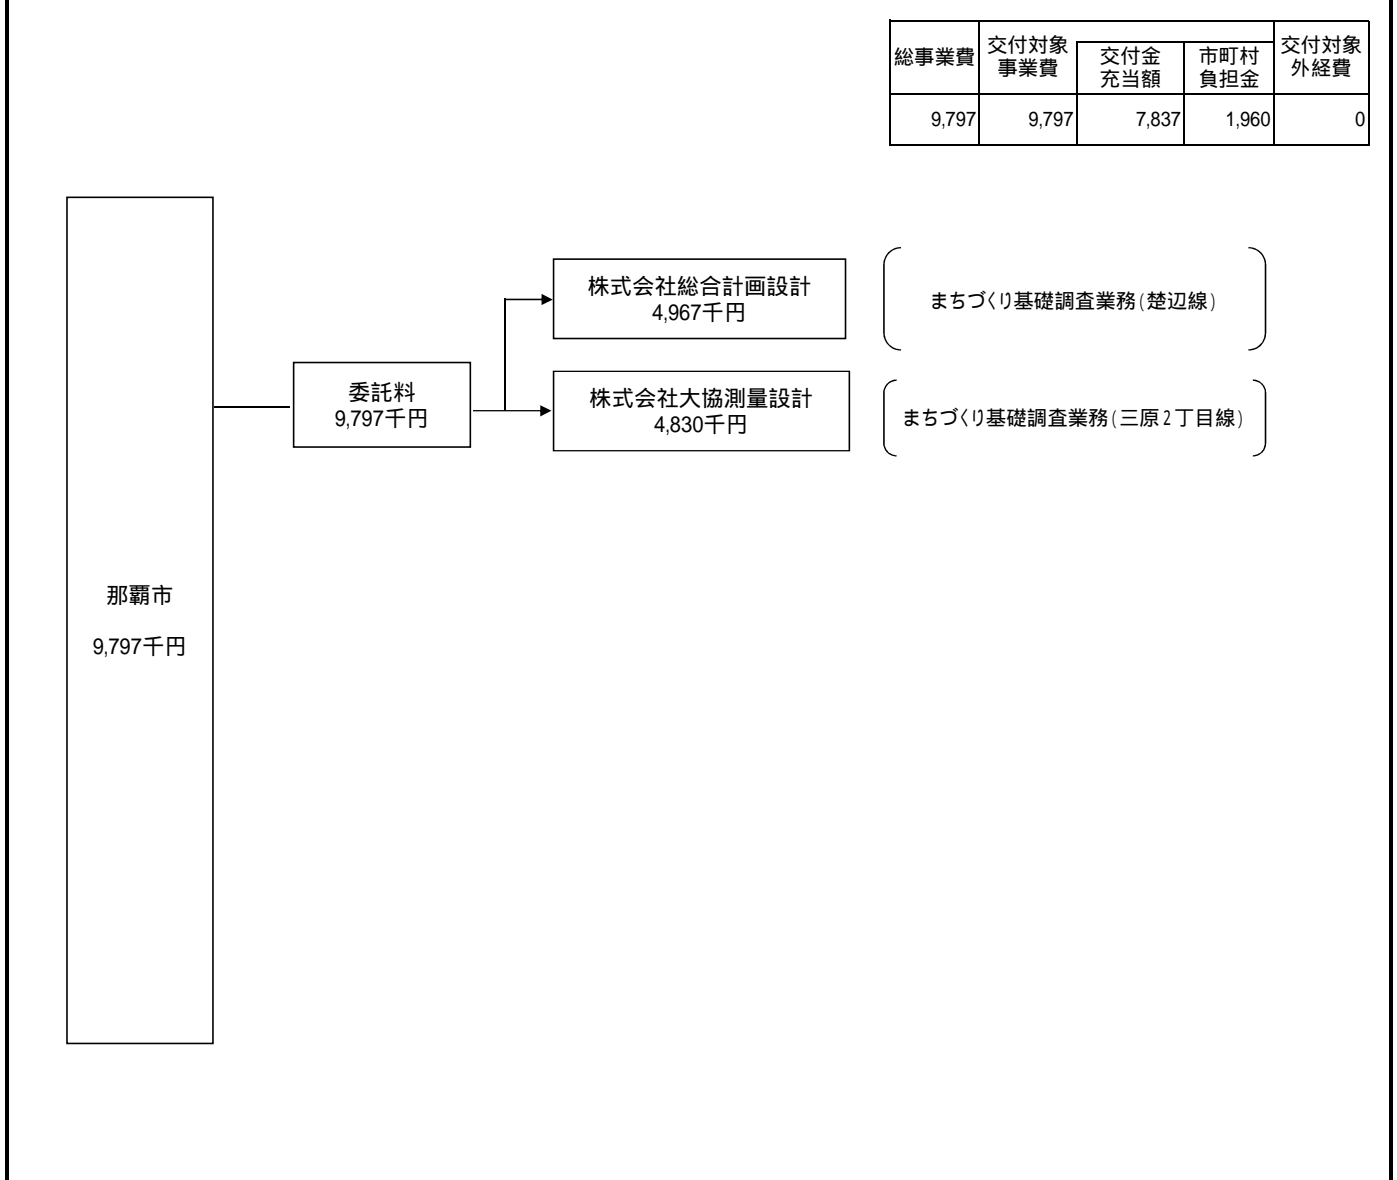 総事業費
交付対象
事業費
交付金
充当額
市町村
負担金
交付対象
外経費
9,797
9,797
7,837
1,960
0
株式会社総合計画設計
4,967千円
まちづくり基礎調査業務(楚辺線)
委託料
9,797千円
株式会社大協測量設計
4,830千円
まちづくり基礎調査業務(三原2丁目線)
那覇市
9,797千円